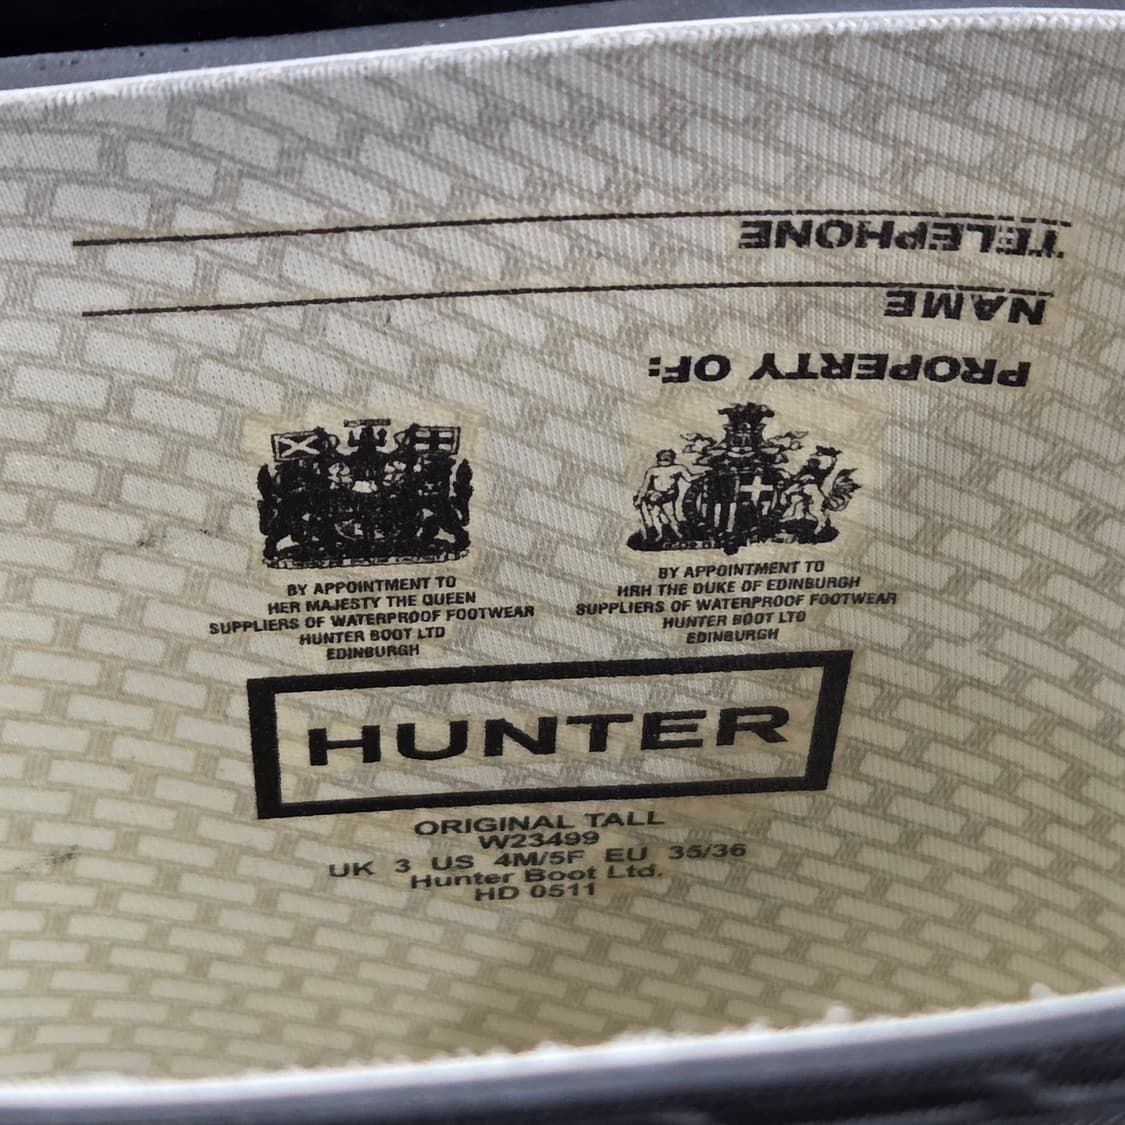 TELEPHONE
NAME
PROPERTY OF:
BY APPOINTMENT TO
HER MAJESTY THE QUEEN
SUPPLIERS OF WATERPROOF FOOTWEAR
HUNTER BOOT LTD
EDINBURGH
BY APPOINTMENT TO
HRH THE DUKE OF EDINBURGH
SUPPLIERS OF WATERPROOF FOOTWEAR
HUNTER BOOT LTD
EDINBURGH
HUNTER
ORIGINAL TALL
W23499
UK 3 US 4M/5F EU 35/36
Hunter Boot Ltd.
HD 0511